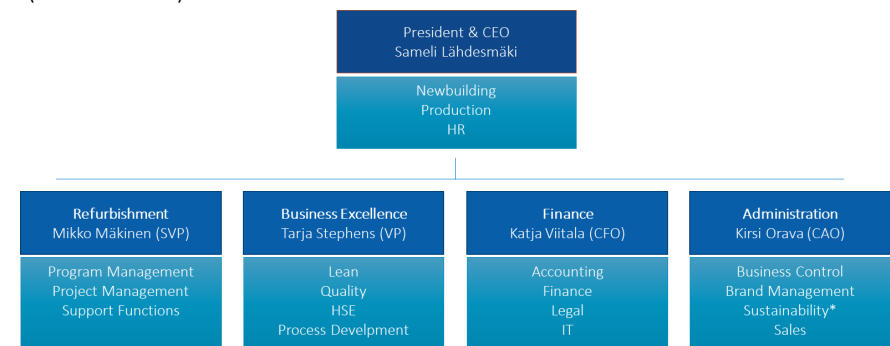 President & CEO
Sameli Lähdesmäki
Newbuilding
Production
HR
Refurbishment
Mikko Mäkinen (SVP)
Program Management
Project Management
Support Functions
Business Excellence
Tarja Stephens (VP)
Lean
Quality
HSE
Process Develpment
Finance
Katja Viitala (CFO)
Accounting
Finance
Legal
IT
Administration
Kirsi Orava (CAO)
Business Control
Brand Management
Sustainability*
Sales